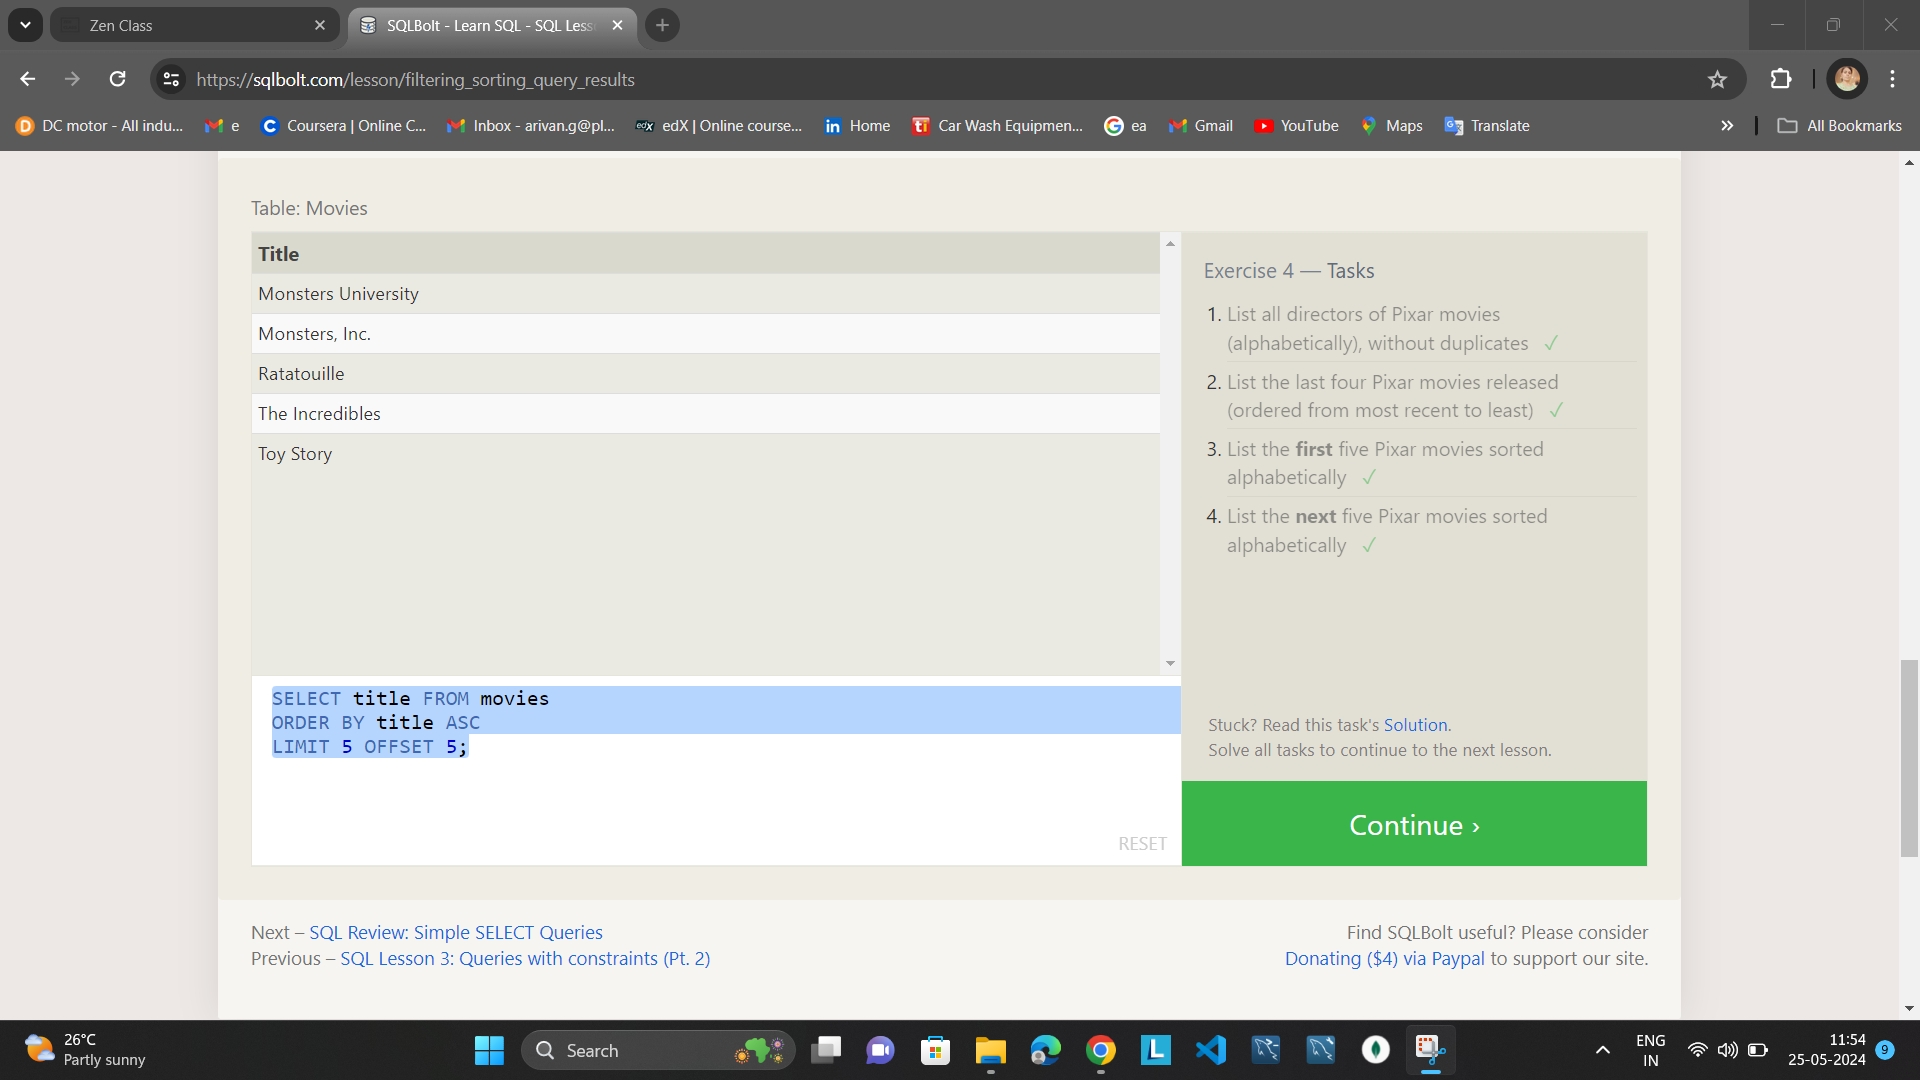 Zen Class
SQLBolt - Learn SQL - SQL Less
https://sqlbolt.com/lesson/filtering_sorting_query_results
DC motor - All indu...
e
Coursera | Online C...
Inbox - arivan.g@pl...
edX | Online course...
Home
Car Wash Equipmen...
ea
Gmail
YouTube
Maps
Translate
»
All Bookmarks
Table: Movies
Title
Monsters University
Monsters, Inc.
Ratatouille
The Incredibles
Toy Story
SELECT title FROM movies
ORDER BY title ASC
LIMIT 5 OFFSET 5;
RESET
Exercise 4 — Tasks
1. List all directors of Pixar movies
(alphabetically), without duplicates ✓
2. List the last four Pixar movies released
(ordered from most recent to least) ✓
3. List the first five Pixar movies sorted
alphabetically ✓
4. List the next five Pixar movies sorted
alphabetically ✓
Stuck? Read this task's Solution.
Solve all tasks to continue to the next lesson.
Continue ›
Next – SQL Review: Simple SELECT Queries
Previous – SQL Lesson 3: Queries with constraints (Pt. 2)
Find SQLBolt useful? Please consider
Donating ($4) via Paypal to support our site.
26°C
Partly sunny
Search
ENG
IN
11:54
25-05-2024
9